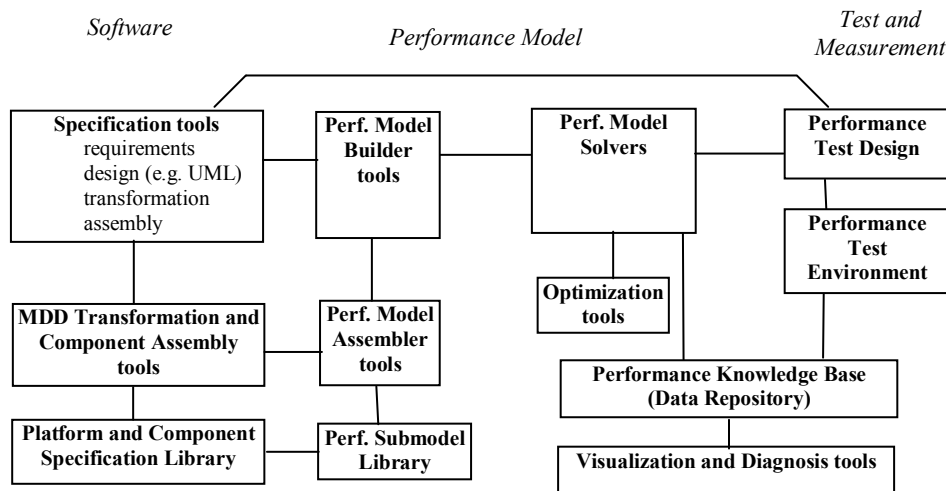 Software
Performance Model
Test and
Measurement
Specification tools
requirements
design (e.g. UML)
transformation
assembly
Perf. Model
Builder
tools
Perf. Model
Solvers
Performance
Test Design
Performance
Test
Environment
Optimization
tools
MDD Transformation and
Component Assembly
tools
Perf. Model
Assembler
tools
Performance Knowledge Base
(Data Repository)
Platform and Component
Specification Library
Perf. Submodel
Library
Visualization and Diagnosis tools